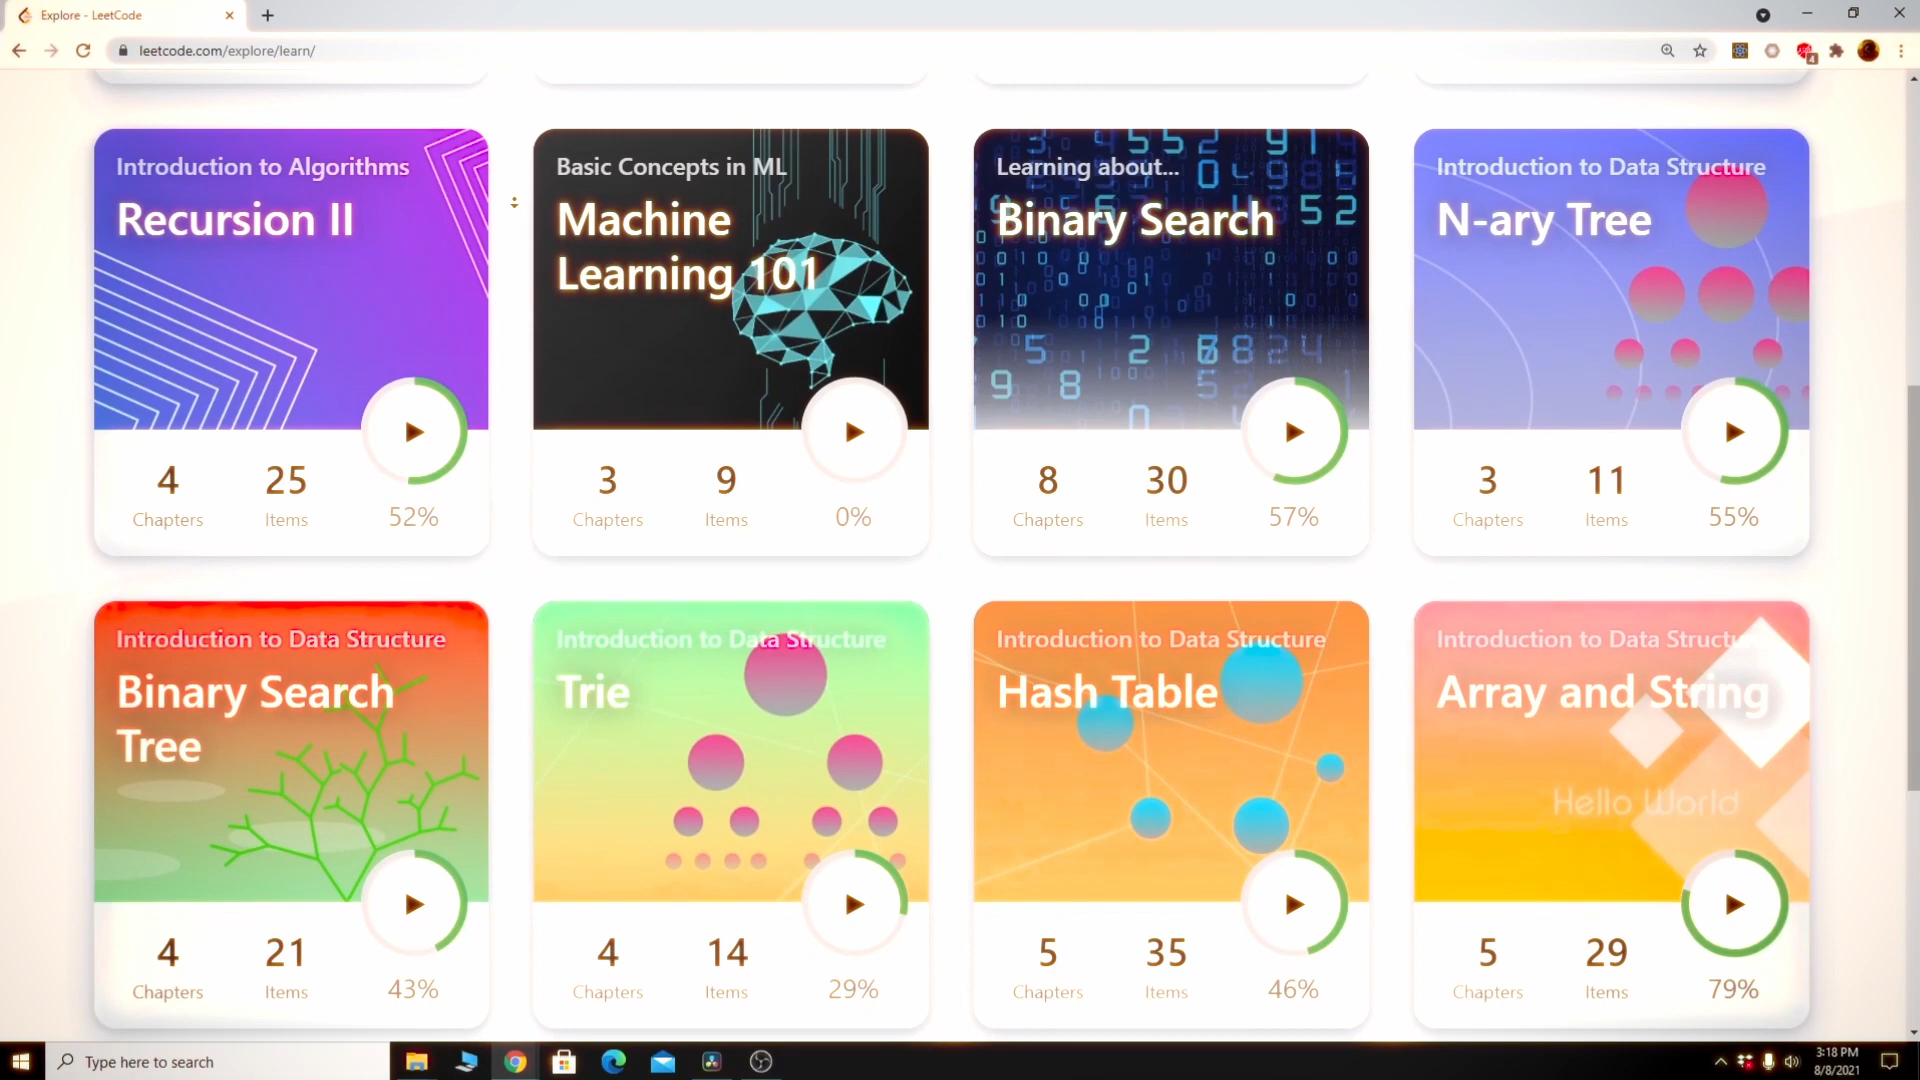 Explore - LeetCode
leetcode.com/explore/learn/
4
Introduction to Algorithms
Recursion II
4
Chapters
25
Items
52%
Basic Concepts in ML
Machine
Learning 101
3
Chapters
9
Items
0%
Learning about...
Binary Search
8
Chapters
30
Items
57%
Introduction to Data Structure
N-ary Tree
3
Chapters
11
Items
55%
Introduction to Data Structure
Binary Search
Tree
4
Chapters
21
Items
43%
Introduction to Data Structure
Trie
4
Chapters
14
Items
29%
Introduction to Data Structure
Hash Table
5
Chapters
35
Items
46%
Introduction to Data Structure
Array and String
Hello World
5
Chapters
29
Items
79%
Type here to search
3:18 PM
8/8/2021